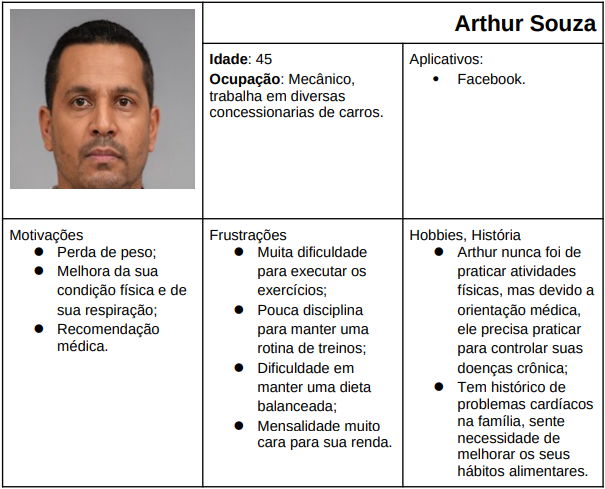 Arthur Souza
Idade: 45
Ocupação: Mecânico,
trabalha em diversas
concessionarias de carros.
Aplicativos:
• Facebook.
Motivações
● Perda de peso;
● Melhora da sua
condição física e de
sua respiração;
● Recomendação
médica.
Frustrações
● Muita dificuldade
para executar os
exercícios;
● Pouca disciplina
para manter uma
rotina de treinos;
● Dificuldade em
manter uma dieta
balanceada;
● Mensalidade muito
cara para sua renda.
Hobbies, História
● Arthur nunca foi de
praticar atividades
físicas, mas devido a
orientação médica,
ele precisa praticar
para controlar suas
doenças crônica;
● Tem histórico de
problemas cardíacos
na família, sente
necessidade de
melhorar os seus
hábitos alimentares.